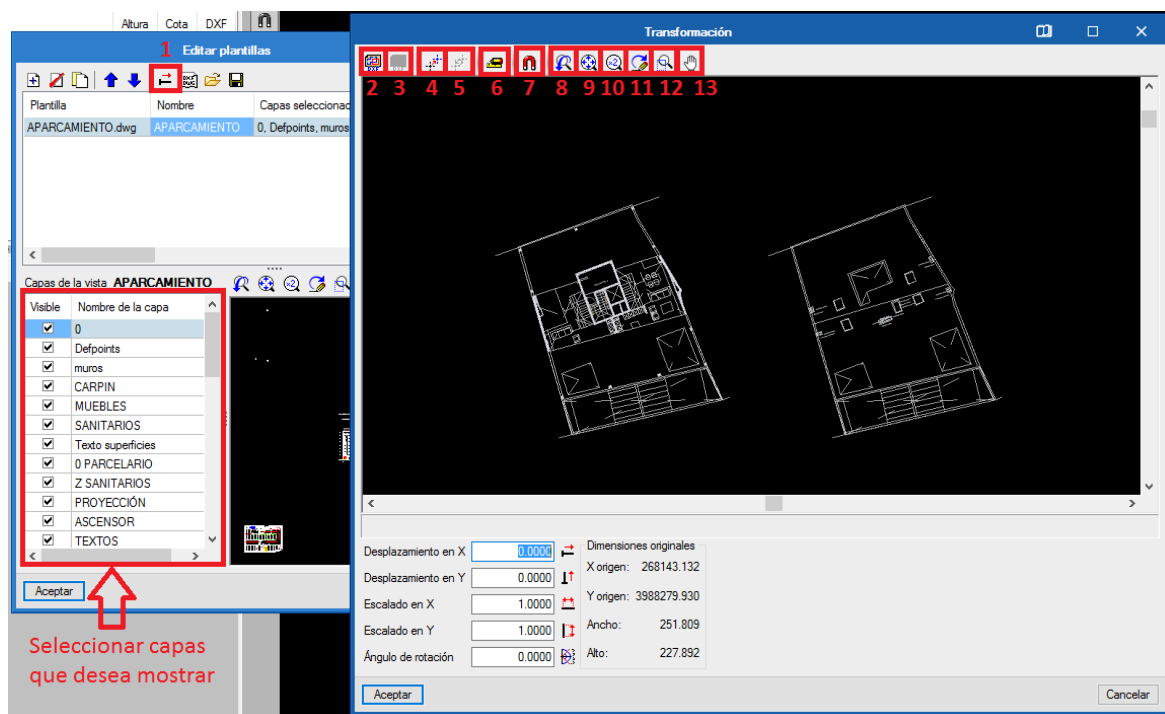 Altura Cota DXF
1 Editar plantillas
Plantilla Nombre Capas seleccionad
APARCAMIENTO.dwg APARCAMIENTO 0, Defpoints, muros
Capas de la vista APARCAMIENTO
Visible Nombre de la capa
0
Defpoints
muros
CARPIN
MUEBLES
SANITARIOS
Texto superficies
0 PARCELARIO
Z SANITARIOS
PROYECCIÓN
ASCENSOR
TEXTOS
Aceptar
Seleccionar capas
que desea mostrar
Transformación
2 3 4 5 6 7 8 9 10 11 12 13
Desplazamiento en X 0.0000
Desplazamiento en Y 0.0000
Escalado en X 1.0000
Escalado en Y 1.0000
Ángulo de rotación 0.0000
Dimensiones originales
X origen: 268143.132
Y origen: 3988279.930
Ancho: 251.809
Alto: 227.892
Aceptar
Cancelar